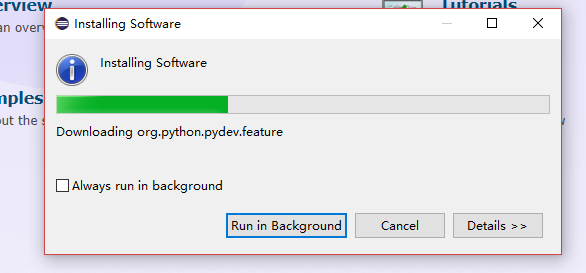 Tutorials
Installing Software
Installing Software
Downloading org.python.pydev.feature
Always run in background
Run in Background
Cancel
Details >>